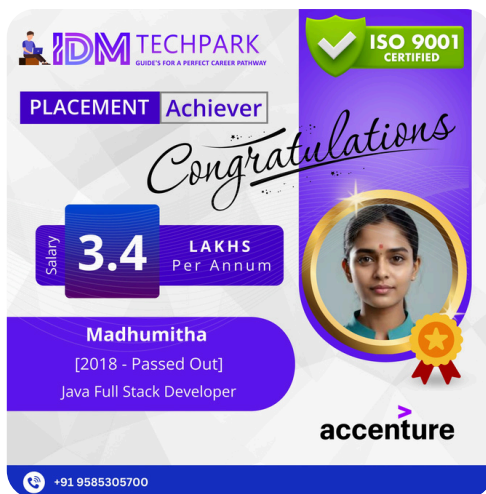 IDM TECHPARK
GUIDE'S FOR A PERFECT CAREER PATHWAY
ISO 9001
CERTIFIED
PLACEMENT Achiever
Congratulations
Salary
3.4
LAKHS
Per Annum
Madhumitha
[2018 - Passed Out]
Java Full Stack Developer
accenture
+91 9585305700